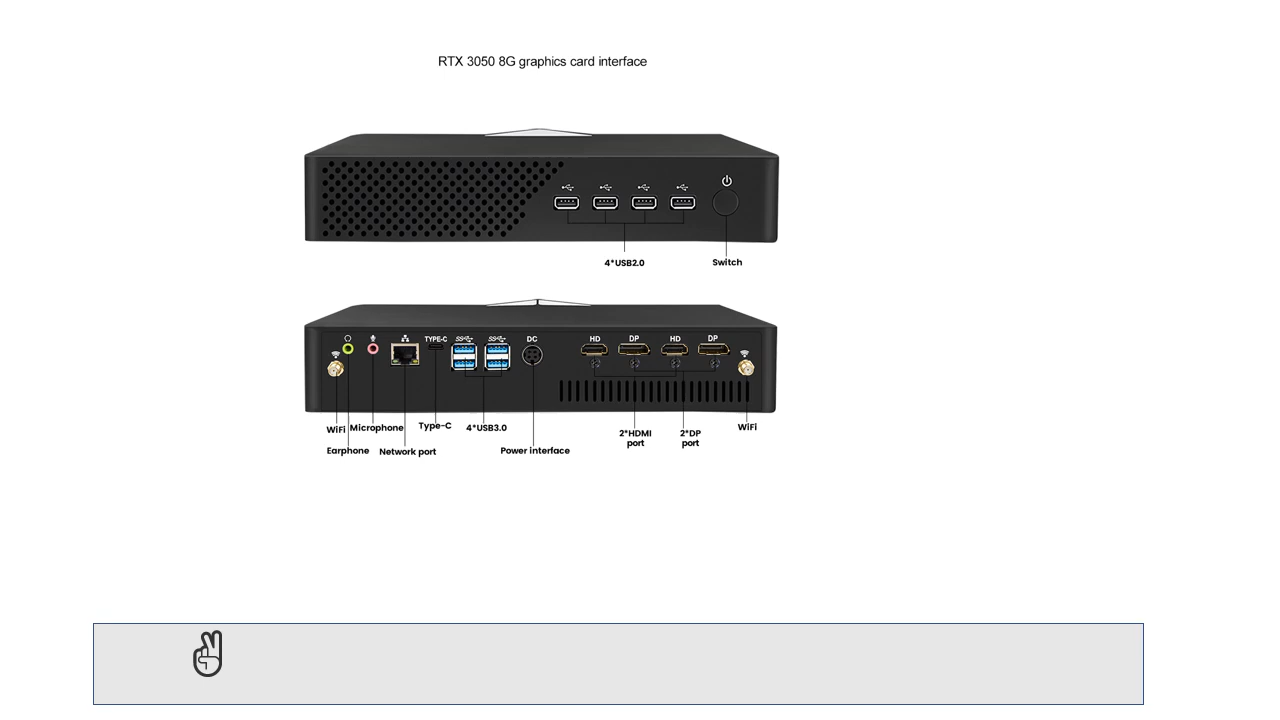 RTX 3050 8G graphics card interface
4*USB2.0
Switch
TYPE-C
DC
HD
DP
HD
DP
WiFi
Microphone
Type-C
4*USB3.0
2*HDMI
port
2*DP
port
WiFi
Earphone
Network port
Power interface